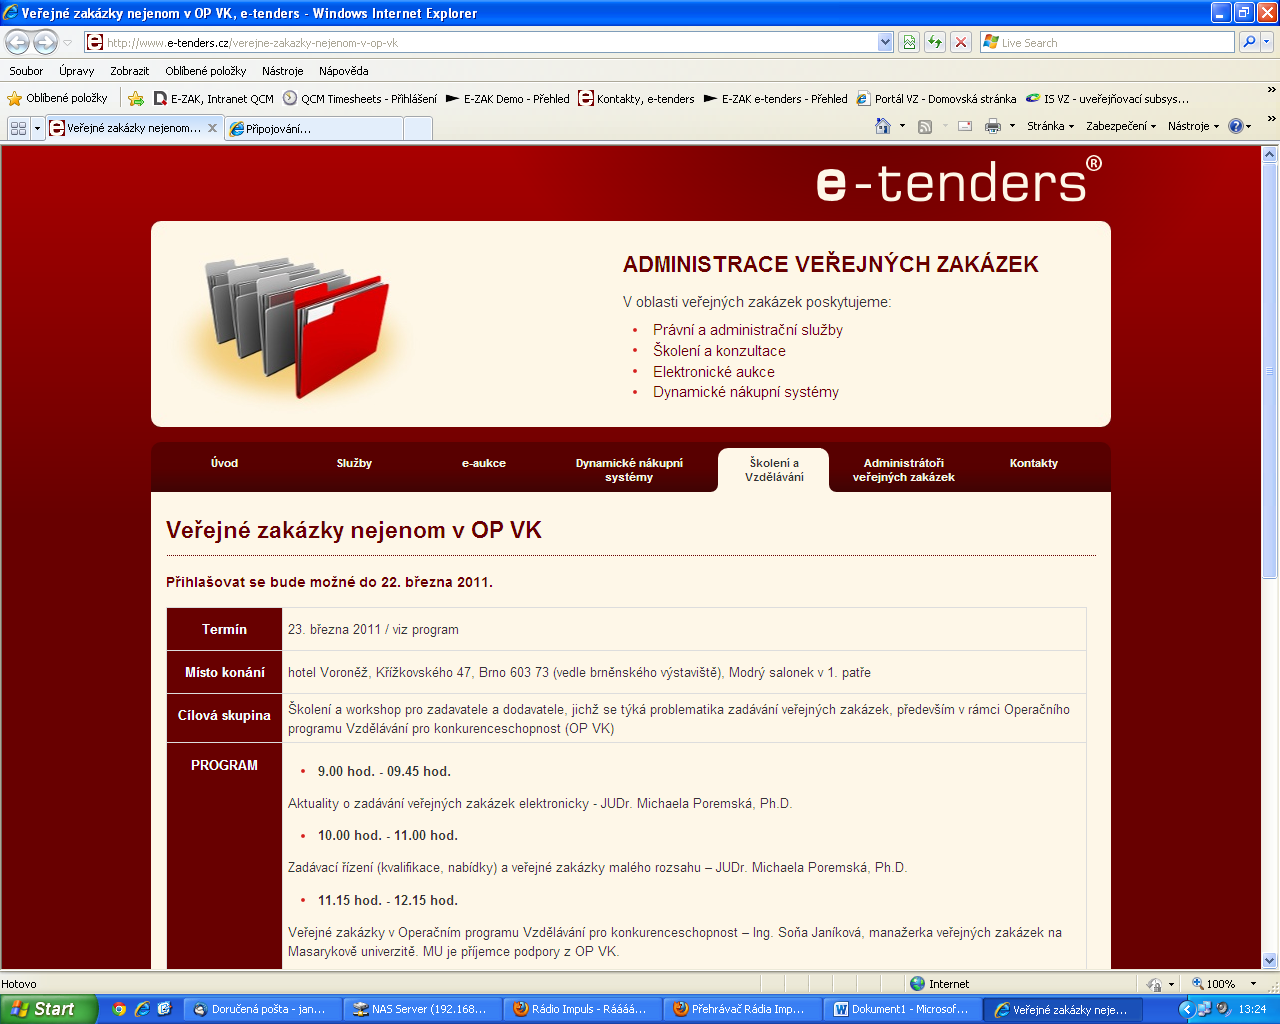 Veřejné zakázky nejenom v OP VK, e-tenders - Windows Internet Explorer
http://www.e-tenders.cz/verejne-zakazky-nejenom-v-op-vk
Live Search
Soubor Úpravy Zobrazit Oblíbené položky Nástroje Nápověda
Oblíbené položky E-ZAK, Intranet QCM QCM Timesheets - Přihlášení E-ZAK Demo - Přehled Kontakty, e-tenders E-ZAK e-tenders - Přehled Portál VZ - Domovská stránka IS VZ - uveřejňovací subsys...
Veřejné zakázky nejenom... Připojování... Stránka Zabezpečení Nástroje
e-tenders®
ADMINISTRACE VEŘEJNÝCH ZAKÁZEK
V oblasti veřejných zakázek poskytujeme:
• Právní a administrační služby
• Školení a konzultace
• Elektronické aukce
• Dynamické nákupní systémy
Úvod Služby e-aukce Dynamické nákupní systémy Školení a Vzdělávání Administrátoři veřejných zakázek Kontakty
Veřejné zakázky nejenom v OP VK
Přihlašovat se bude možné do 22. března 2011.
Termín 23. března 2011 / viz program
Místo konání hotel Voroněž, Křížkovského 47, Brno 603 73 (vedle brněnského výstaviště), Modrý salonek v 1. patře
Cílová skupina Školení a workshop pro zadavatele a dodavatele, jichž se týká problematika zadávání veřejných zakázek, především v rámci Operačního
programu Vzdělávání pro konkurenceschopnost (OP VK)
PROGRAM
• 9.00 hod. - 09.45 hod.
Aktuality o zadávání veřejných zakázek elektronicky - JUDr. Michaela Poremská, Ph.D.
• 10.00 hod. - 11.00 hod.
Zadávací řízení (kvalifikace, nabídky) a veřejné zakázky malého rozsahu – JUDr. Michaela Poremská, Ph.D.
• 11.15 hod. - 12.15 hod.
Veřejné zakázky v Operačním programu Vzdělávání pro konkurenceschopnost – Ing. Soňa Janíková, manažerka veřejných zakázek na
Masarykově univerzitě. MU je příjemce podpory z OP VK.
Hotovo Internet 100%
Start Doručená pošta - jan... NAS Server (192.168... Rádio Impuls - Ráááá... Přehrávač Rádia Imp... Dokument1 - Microsof... Veřejné zakázky neje... 13:24